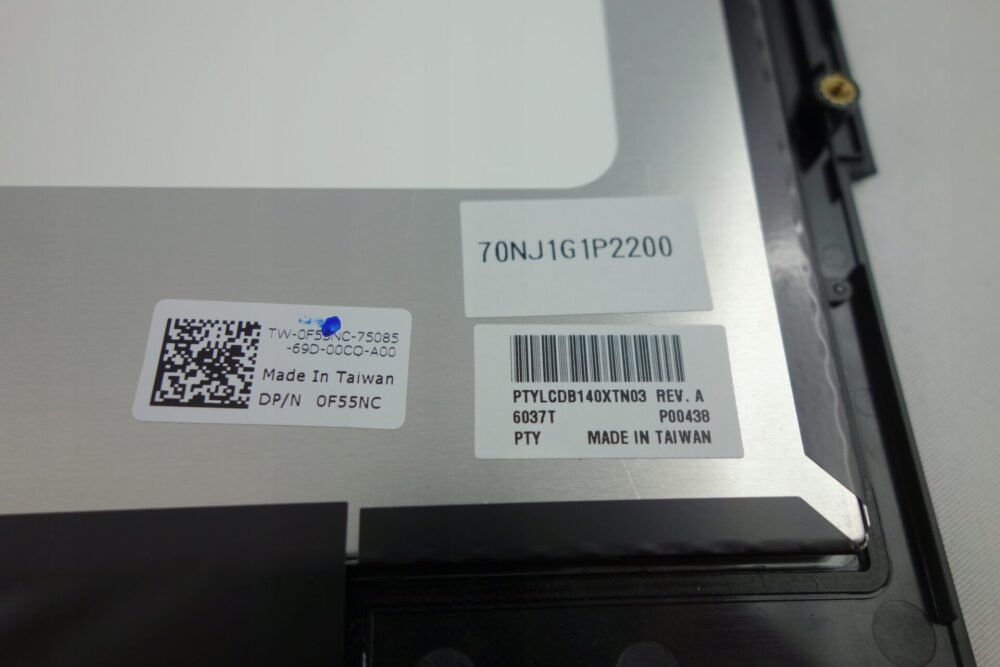 70NJ1G1P2200
TW-0F55NC-75085
-69D-00CQ-A00
Made In Taiwan
DP/N 0F55NC
PTYLCDB140XTN03 REV. A
6037T P00438
PTY MADE IN TAIWAN